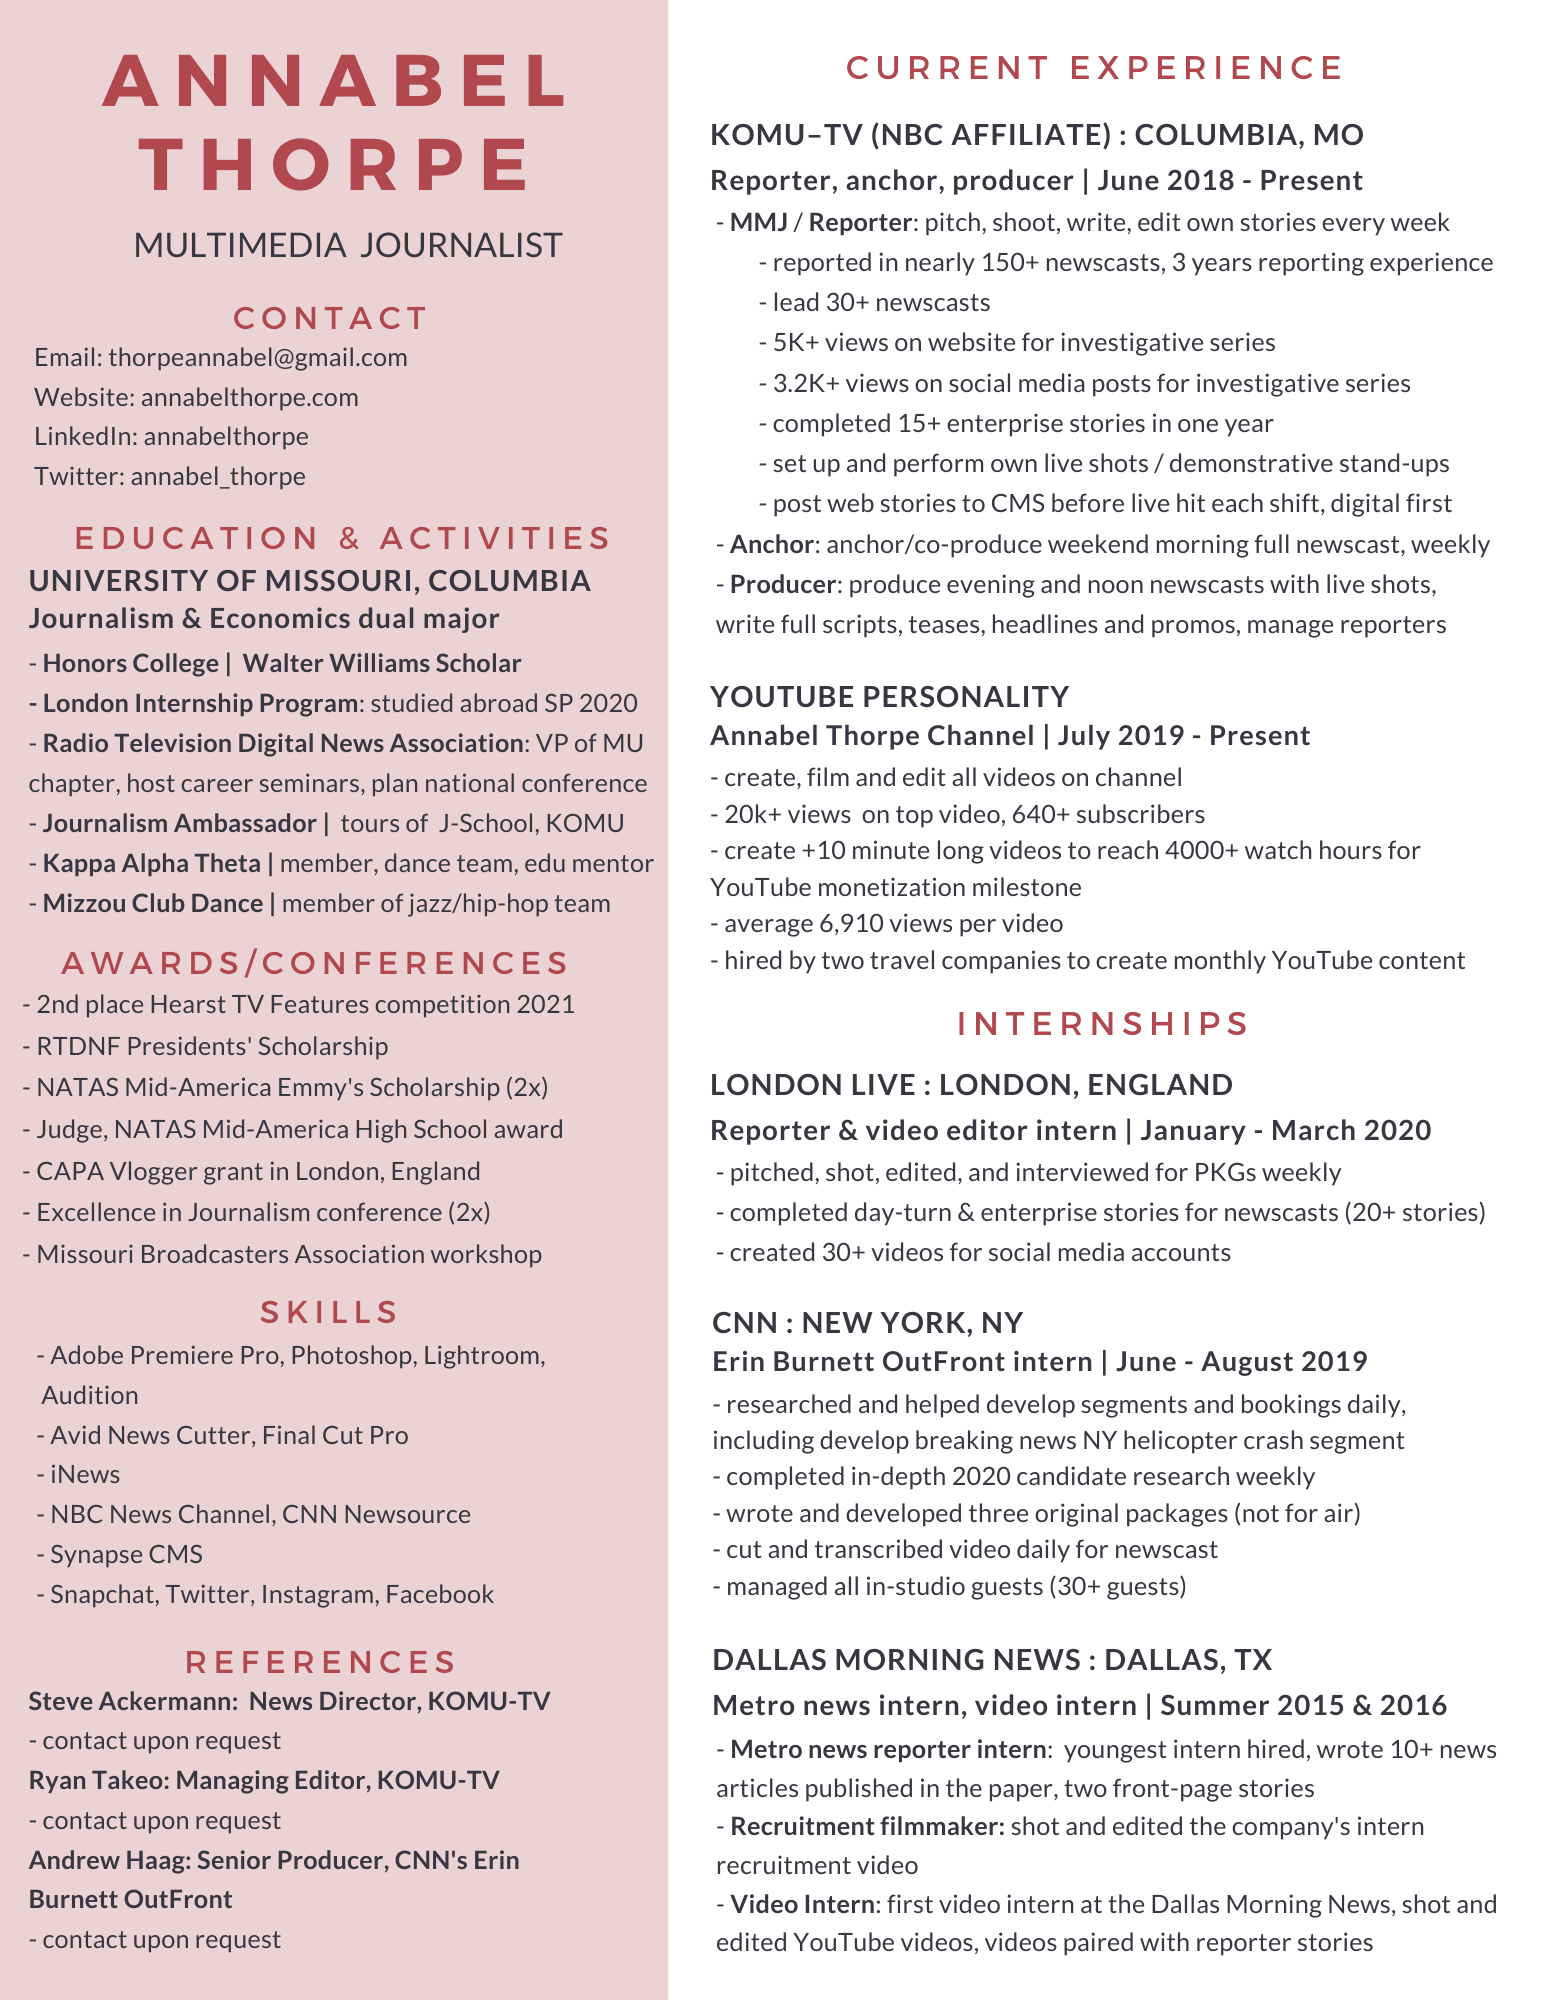 ANNABEL
THORPE
MULTIMEDIA JOURNALIST
CONTACT
Email: thorpeannabel@gmail.com
Website: annabelthorpe.com
LinkedIn: annabelthorpe
Twitter: annabel_thorpe
EDUCATION & ACTIVITIES
UNIVERSITY OF MISSOURI, COLUMBIA
Journalism & Economics dual major
- Honors College | Walter Williams Scholar
- London Internship Program: studied abroad SP 2020
- Radio Television Digital News Association: VP of MU
chapter, host career seminars, plan national conference
- Journalism Ambassador | tours of J-School, KOMU
- Kappa Alpha Theta | member, dance team, edu mentor
- Mizzou Club Dance | member of jazz/hip-hop team
AWARDS/CONFERENCES
- 2nd place Hearst TV Features competition 2021
- RTDNF Presidents' Scholarship
- NATAS Mid-America Emmy's Scholarship (2x)
- Judge, NATAS Mid-America High School award
- CAPA Vlogger grant in London, England
- Excellence in Journalism conference (2x)
- Missouri Broadcasters Association workshop
SKILLS
- Adobe Premiere Pro, Photoshop, Lightroom,
Audition
- Avid News Cutter, Final Cut Pro
- iNews
- NBC News Channel, CNN Newsource
- Synapse CMS
- Snapchat, Twitter, Instagram, Facebook
REFERENCES
Steve Ackermann: News Director, KOMU-TV
- contact upon request
Ryan Takeo: Managing Editor, KOMU-TV
- contact upon request
Andrew Haag: Senior Producer, CNN's Erin
Burnett OutFront
- contact upon request
CURRENT EXPERIENCE
KOMU–TV (NBC AFFILIATE) : COLUMBIA, MO
Reporter, anchor, producer | June 2018 - Present
- MMJ / Reporter: pitch, shoot, write, edit own stories every week
- reported in nearly 150+ newscasts, 3 years reporting experience
- lead 30+ newscasts
- 5K+ views on website for investigative series
- 3.2K+ views on social media posts for investigative series
- completed 15+ enterprise stories in one year
- set up and perform own live shots / demonstrative stand-ups
- post web stories to CMS before live hit each shift, digital first
- Anchor: anchor/co-produce weekend morning full newscast, weekly
- Producer: produce evening and noon newscasts with live shots,
write full scripts, teases, headlines and promos, manage reporters
YOUTUBE PERSONALITY
Annabel Thorpe Channel | July 2019 - Present
- create, film and edit all videos on channel
- 20k+ views on top video, 640+ subscribers
- create +10 minute long videos to reach 4000+ watch hours for
YouTube monetization milestone
- average 6,910 views per video
- hired by two travel companies to create monthly YouTube content
INTERNSHIPS
LONDON LIVE : LONDON, ENGLAND
Reporter & video editor intern | January - March 2020
- pitched, shot, edited, and interviewed for PKGs weekly
- completed day-turn & enterprise stories for newscasts (20+ stories)
- created 30+ videos for social media accounts
CNN : NEW YORK, NY
Erin Burnett OutFront intern | June - August 2019
- researched and helped develop segments and bookings daily,
including develop breaking news NY helicopter crash segment
- completed in-depth 2020 candidate research weekly
- wrote and developed three original packages (not for air)
- cut and transcribed video daily for newscast
- managed all in-studio guests (30+ guests)
DALLAS MORNING NEWS : DALLAS, TX
Metro news intern, video intern | Summer 2015 & 2016
- Metro news reporter intern: youngest intern hired, wrote 10+ news
articles published in the paper, two front-page stories
- Recruitment filmmaker: shot and edited the company's intern
recruitment video
- Video Intern: first video intern at the Dallas Morning News, shot and
edited YouTube videos, videos paired with reporter stories